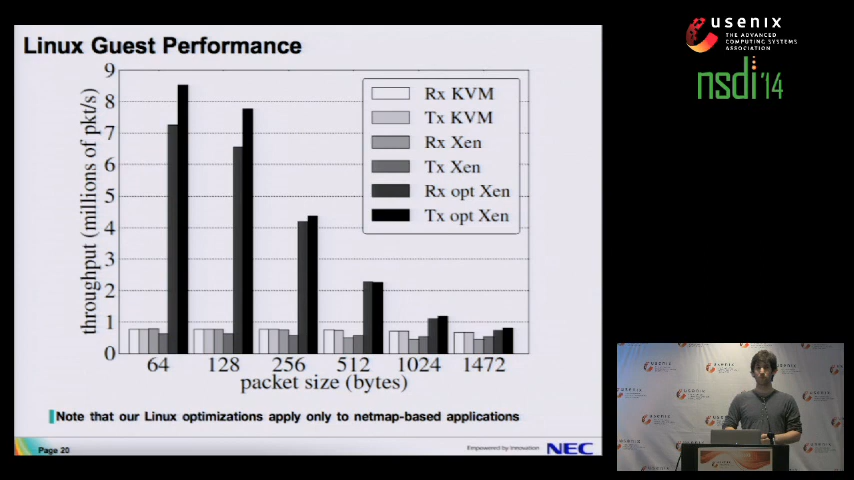 Linux Guest Performance
throughput (millions of pkt/s)
9
8
7
6
5
4
3
2
1
0
Rx KVM
Tx KVM
Rx Xen
Tx Xen
Rx opt Xen
Tx opt Xen
64 128 256 512 1024 1472
packet size (bytes)
Note that our Linux optimizations apply only to netmap-based applications
Page 20
Empowered by Innovation NEC
usenix
THE ADVANCED
COMPUTING SYSTEMS
ASSOCIATION
nsdi '14
usenix
usenix
usenix